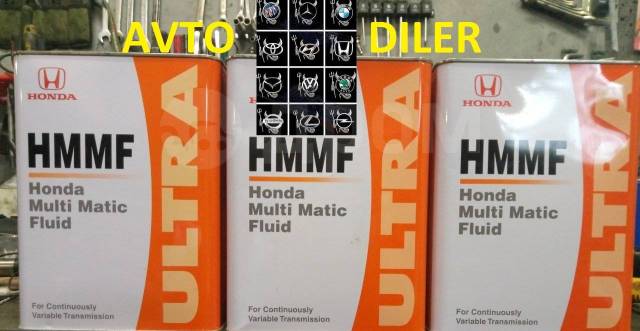 AVTO DILER
HONDA
HMMF
Honda
Multi Matic
Fluid
For Continuously
Variable Transmission
ULTRA
HMMF
Honda
Multi Matic
Fluid
For Continuously
Variable Transmission
ULTRA
HONDA
HMMF
Honda
Multi Matic
Fluid
For Continuously
Variable Transmission
ULTRA